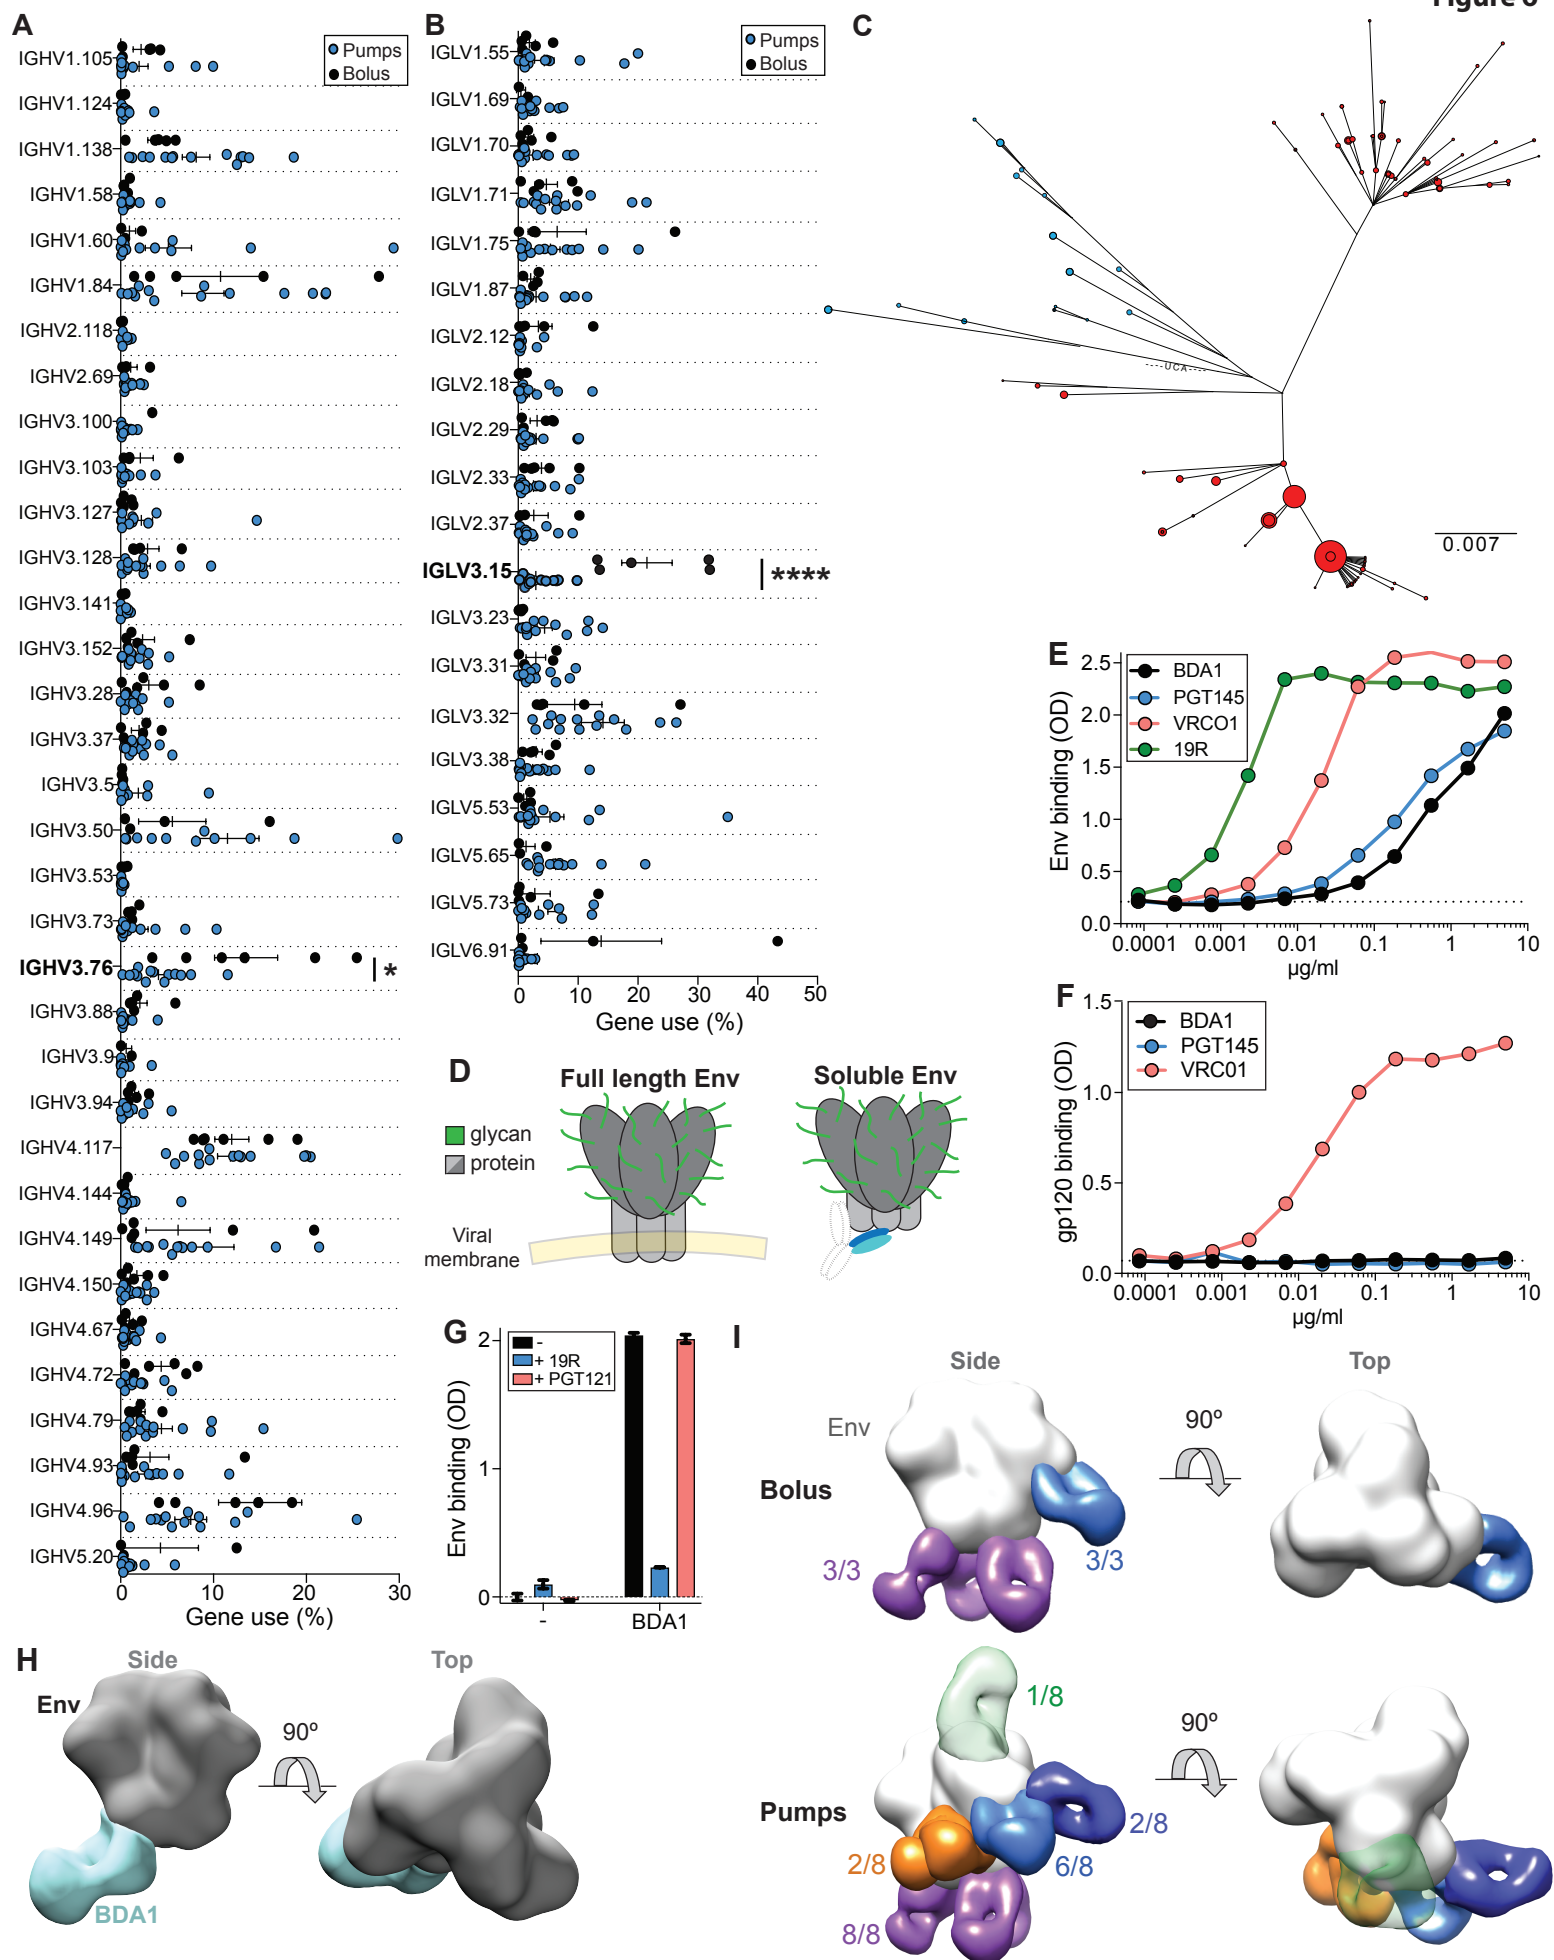 Figure 6
A
Pumps
Bolus
IGHV1.105
IGHV1.124
IGHV1.138
IGHV1.58
IGHV1.60
IGHV1.84
IGHV2.118
IGHV2.69
IGHV3.100
IGHV3.103
IGHV3.127
IGHV3.128
IGHV3.141
IGHV3.152
IGHV3.28
IGHV3.37
IGHV3.5
IGHV3.50
IGHV3.53
IGHV3.73
IGHV3.76
*
IGHV3.88
IGHV3.9
IGHV3.94
IGHV4.117
IGHV4.144
IGHV4.149
IGHV4.150
IGHV4.67
IGHV4.72
IGHV4.79
IGHV4.93
IGHV4.96
IGHV5.20
0 10 20 30
Gene use (%)
B
Pumps
Bolus
IGLV1.55
IGLV1.69
IGLV1.70
IGLV1.71
IGLV1.75
IGLV1.87
IGLV2.12
IGLV2.18
IGLV2.29
IGLV2.33
IGLV2.37
IGLV3.15
****
IGLV3.23
IGLV3.31
IGLV3.32
IGLV3.38
IGLV5.53
IGLV5.65
IGLV5.73
IGLV6.91
0 10 20 30 40 50
Gene use (%)
C
UCA
0.007
D
Full length Env
Soluble Env
glycan
protein
Viral
membrane
E
BDA1
PGT145
VRCO1
19R
Env binding (OD)
2.5
2.0
1.5
1.0
0.5
0.0
0.0001 0.001 0.01 0.1 1 10
µg/ml
F
BDA1
PGT145
VRC01
gp120 binding (OD)
1.5
1.0
0.5
0.0
0.0001 0.001 0.01 0.1 1 10
µg/ml
G
-
+ 19R
+ PGT121
Env binding (OD)
2
1
0
- BDA1
H
Side
Top
Env
90º
BDA1
I
Side
Top
Env
90º
Bolus
3/3
3/3
1/8
90º
Pumps
2/8
2/8
6/8
8/8